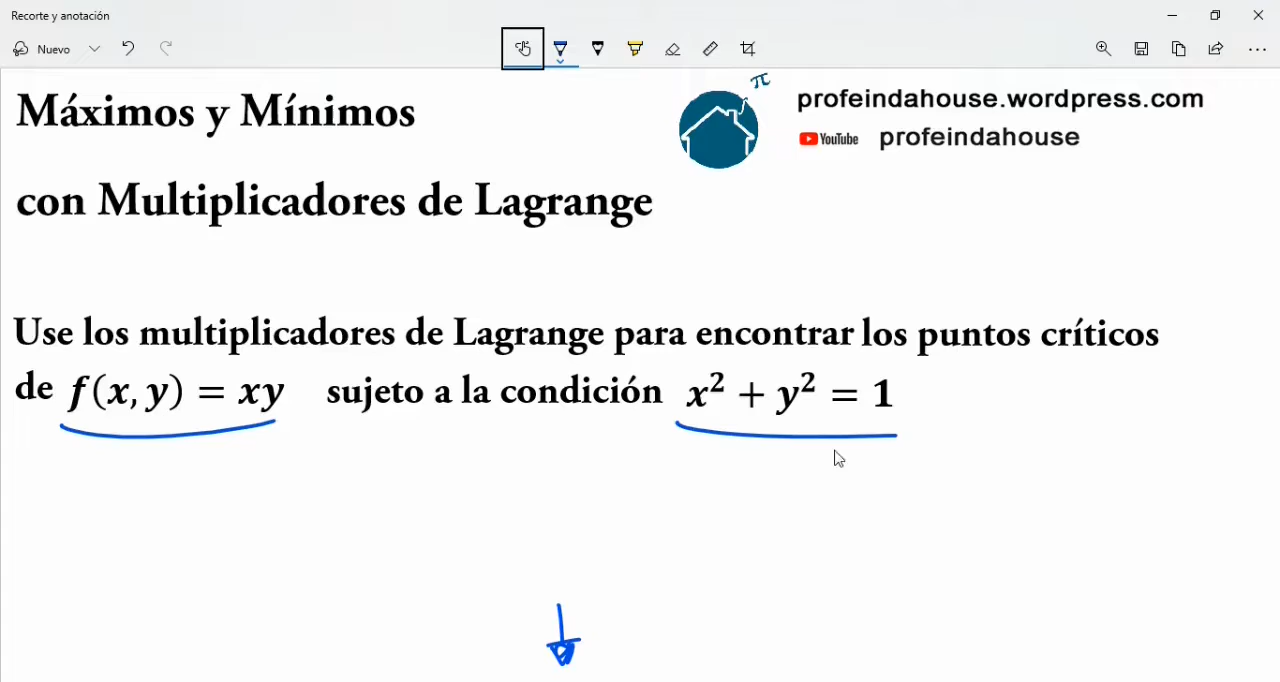 Recorte y anotación
Nuevo
π
profeindahouse.wordpress.com
YouTube profeindahouse
Máximos y Mínimos
con Multiplicadores de Lagrange
Use los multiplicadores de Lagrange para encontrar los puntos críticos
de f(x, y) = xy sujeto a la condición x² + y² = 1